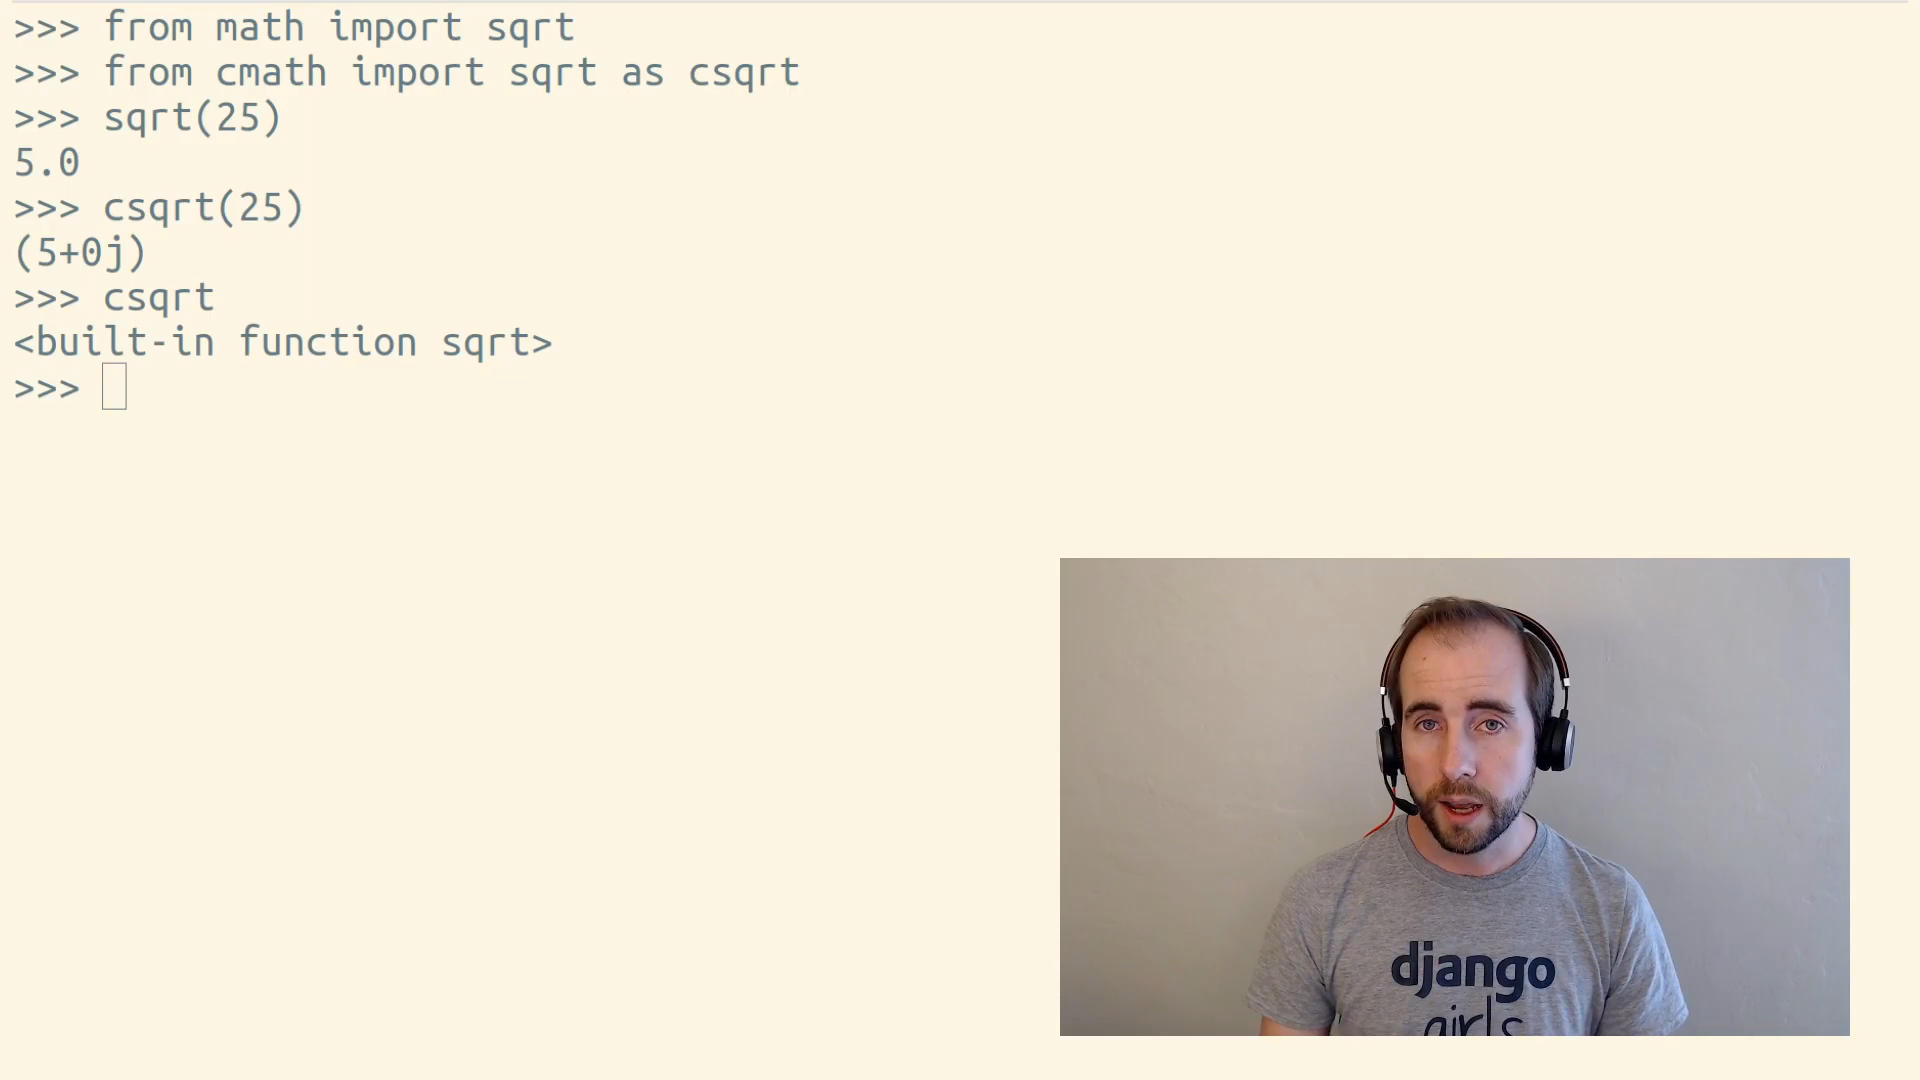 >>> from math import sqrt
>>> from cmath import sqrt as csqrt
>>> sqrt(25)
5.0
>>> csqrt(25)
(5+0j)
>>> csqrt
<built-in function sqrt>
>>>
django
girls